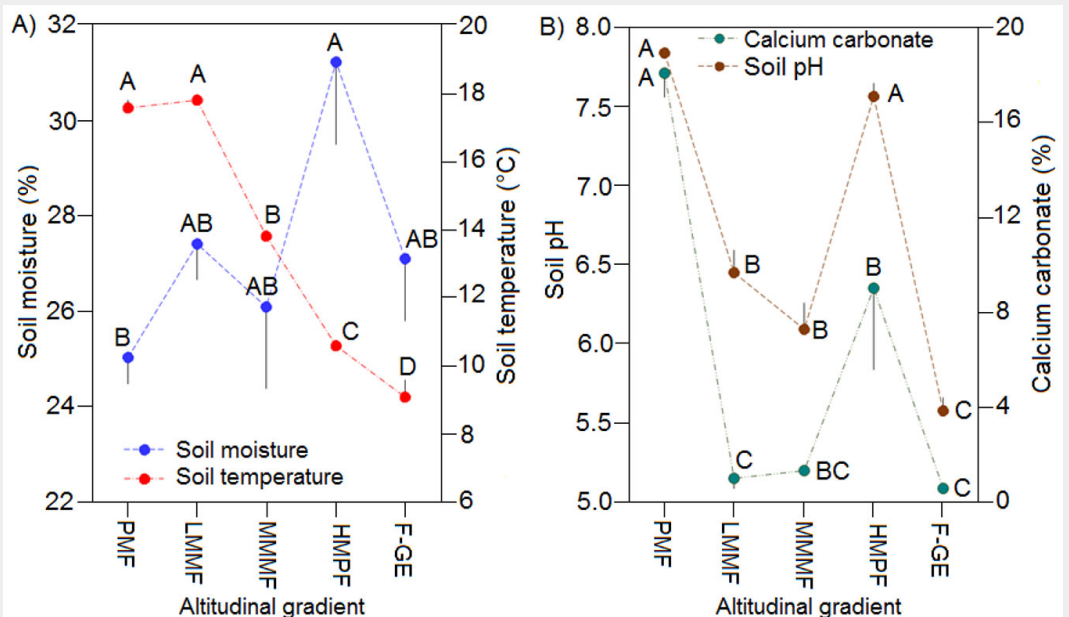 A)
32
30
28
26
24
22
Soil moisture (%)
20
18
16
14
12
10
8
6
Soil temperature (°C)
A
A
A
B
AB
AB
AB
B
C
D
Soil moisture
Soil temperature
PMF
LMMF
MMMF
HMPF
F-GE
Altitudinal gradient
B)
8.0
7.5
7.0
6.5
6.0
5.5
5.0
Soil pH
20
16
12
8
4
0
Calcium carbonate (%)
Calcium carbonate
Soil pH
A
A
A
B
B
B
C
BC
C
C
PMF
LMMF
MMMF
HMPF
F-GE
Altitudinal gradient